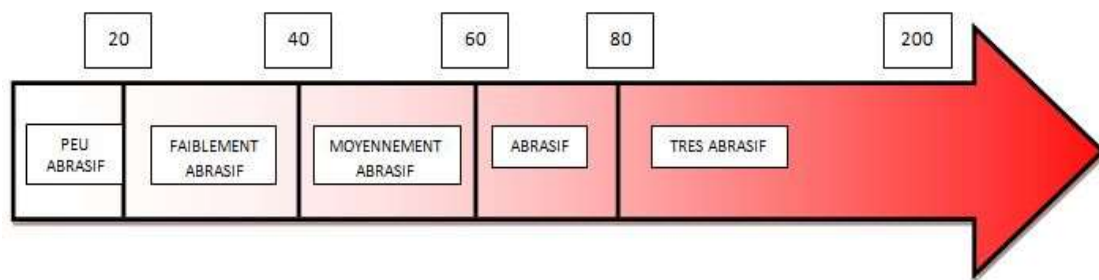 20 40 60 80 200
PEU
ABRASIF
FAIBLEMENT
ABRASIF
MOYENNEMENT
ABRASIF
ABRASIF
TRES ABRASIF